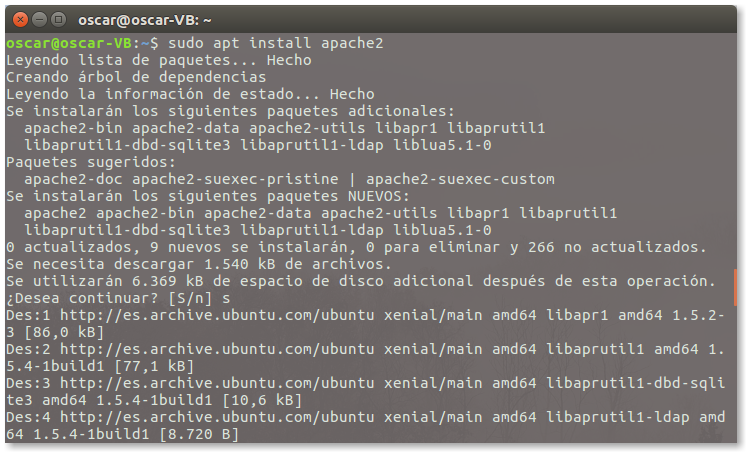 oscar@oscar-VB: ~
oscar@oscar-VB:~$ sudo apt install apache2
Leyendo lista de paquetes... Hecho
Creando árbol de dependencias
Leyendo la información de estado... Hecho
Se instalarán los siguientes paquetes adicionales:
  apache2-bin apache2-data apache2-utils libapr1 libaprutil1
  libaprutil1-dbd-sqlite3 libaprutil1-ldap liblua5.1-0
Paquetes sugeridos:
  apache2-doc apache2-suexec-pristine | apache2-suexec-custom
Se instalarán los siguientes paquetes NUEVOS:
  apache2 apache2-bin apache2-data apache2-utils libapr1 libaprutil1
  libaprutil1-dbd-sqlite3 libaprutil1-ldap liblua5.1-0
0 actualizados, 9 nuevos se instalarán, 0 para eliminar y 266 no actualizados.
Se necesita descargar 1.540 kB de archivos.
Se utilizarán 6.369 kB de espacio de disco adicional después de esta operación.
¿Desea continuar? [S/n] s
Des:1 http://es.archive.ubuntu.com/ubuntu xenial/main amd64 libapr1 amd64 1.5.2-
3 [86,0 kB]
Des:2 http://es.archive.ubuntu.com/ubuntu xenial/main amd64 libaprutil1 amd64 1.
5.4-1build1 [77,1 kB]
Des:3 http://es.archive.ubuntu.com/ubuntu xenial/main amd64 libaprutil1-dbd-sqli
te3 amd64 1.5.4-1build1 [10,6 kB]
Des:4 http://es.archive.ubuntu.com/ubuntu xenial/main amd64 libaprutil1-ldap amd
64 1.5.4-1build1 [8.720 B]